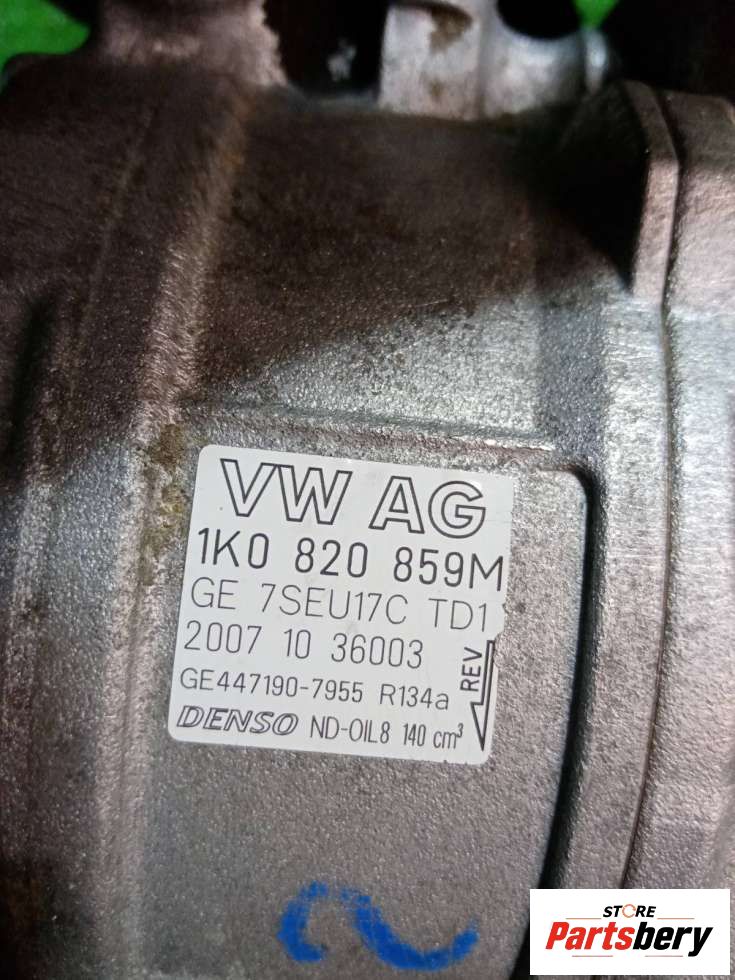 VW AG
1K0 820 859M
GE 7SEU17C TD1
2007 10 36003
GE447190-7955 R134a
REV
DENSO ND-OIL8 140 cm³
STORE
Partsbery